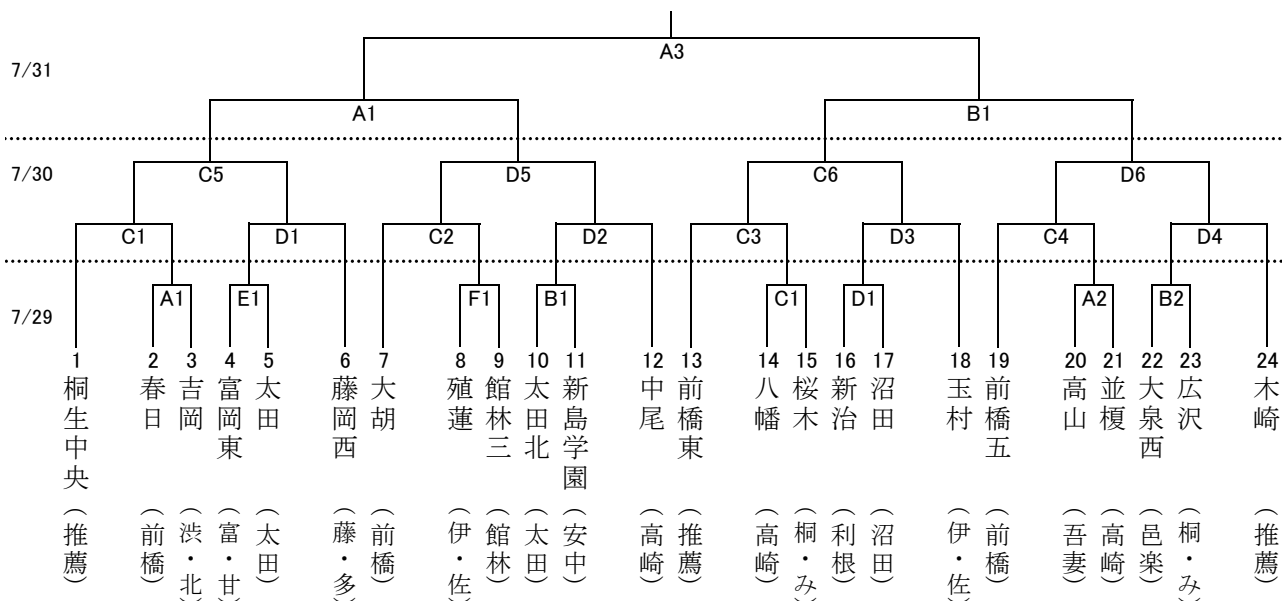 A3
7/31
A1 B1
7/30
C5 D5 C6 D6
C1 D1 C2 D2 C3 D3 C4 D4
7/29
A1 E1 F1 B1 C1 D1 A2 B2
1 桐生中央 (推薦)
2 春日 (前橋)
3 吉岡 (渋・北)
4 富岡東 (富・甘)
5 太田 (太田)
6 藤岡西 (藤・多)
7 大胡 (前橋)
8 殖蓮 (伊・佐)
9 館林三 (館林)
10 太田北 (太田)
11 新島学園 (安中)
12 中尾 (高崎)
13 前橋東 (推薦)
14 八幡 (高崎)
15 桜木 (桐・み)
16 新治 (利根)
17 沼田 (沼田)
18 玉村 (伊・佐)
19 前橋五 (前橋)
20 高山 (吾妻)
21 並榎 (高崎)
22 大泉西 (邑楽)
23 広沢 (桐・み)
24 木崎 (推薦)